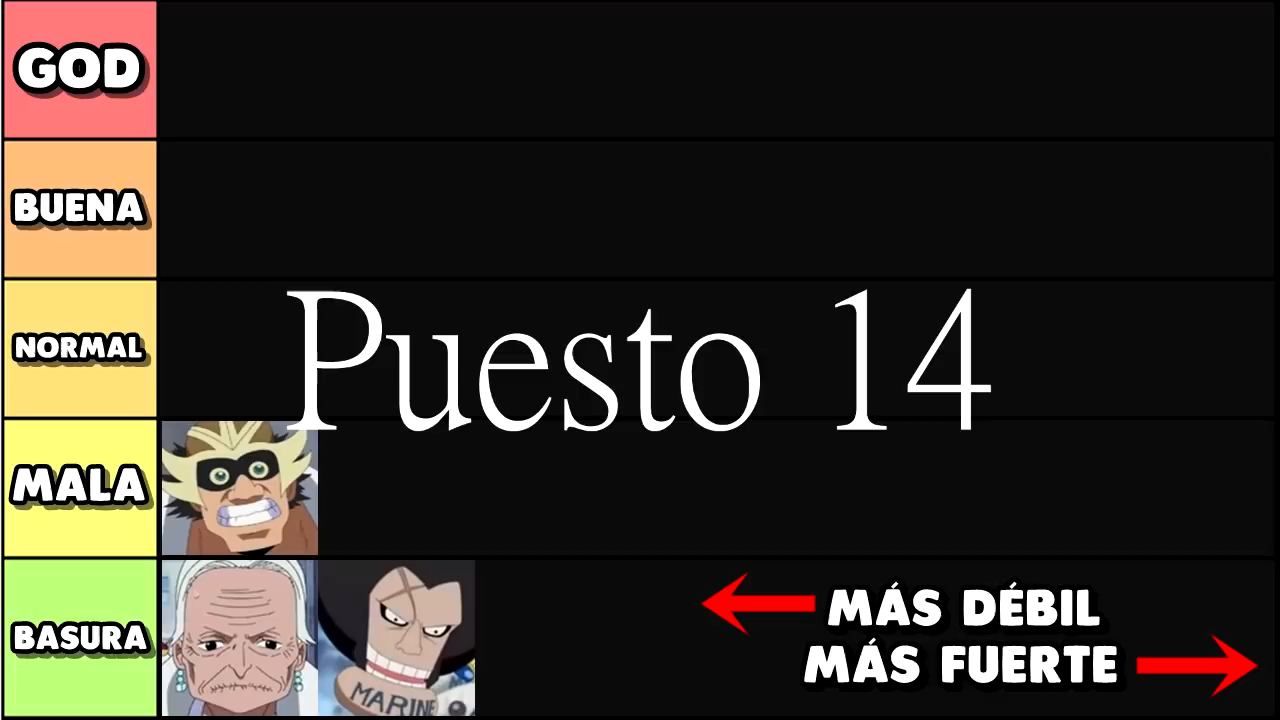 GOD
BUENA
NORMAL
Puesto 14
MALA
BASURA
MARINE
MÁS DÉBIL
MÁS FUERTE